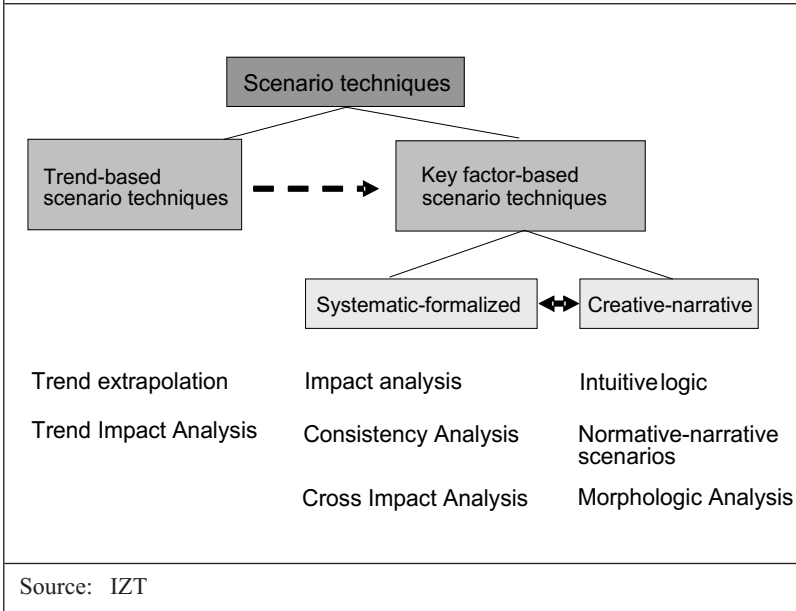 Scenario techniques
Trend-based
scenario techniques
Key factor-based
scenario techniques
Systematic-formalized
Creative-narrative
Trend extrapolation
Impact analysis
Intuitivelogic
Trend Impact Analysis
Consistency Analysis
Normative-narrative
scenarios
Cross Impact Analysis
Morphologic Analysis
Source: IZT